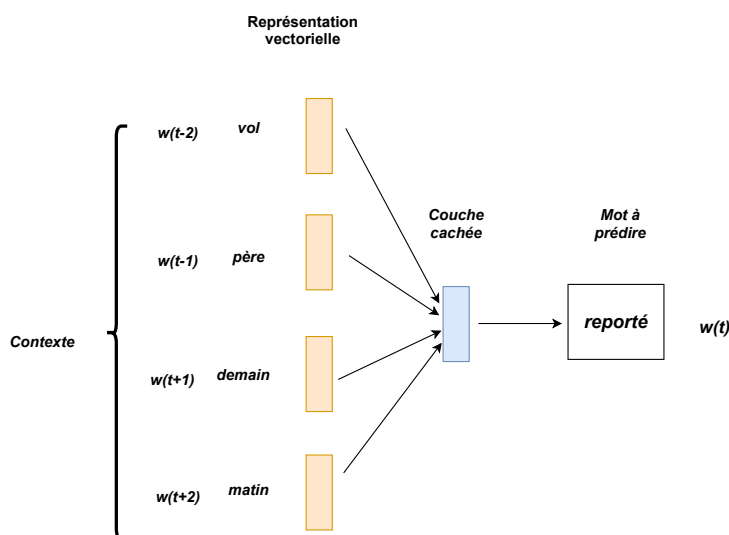 Représentation
vectorielle
w(t-2) vol
w(t-1) père
Couche
cachée
Mot à
prédire
reporté w(t)
Contexte
w(t+1) demain
w(t+2) matin